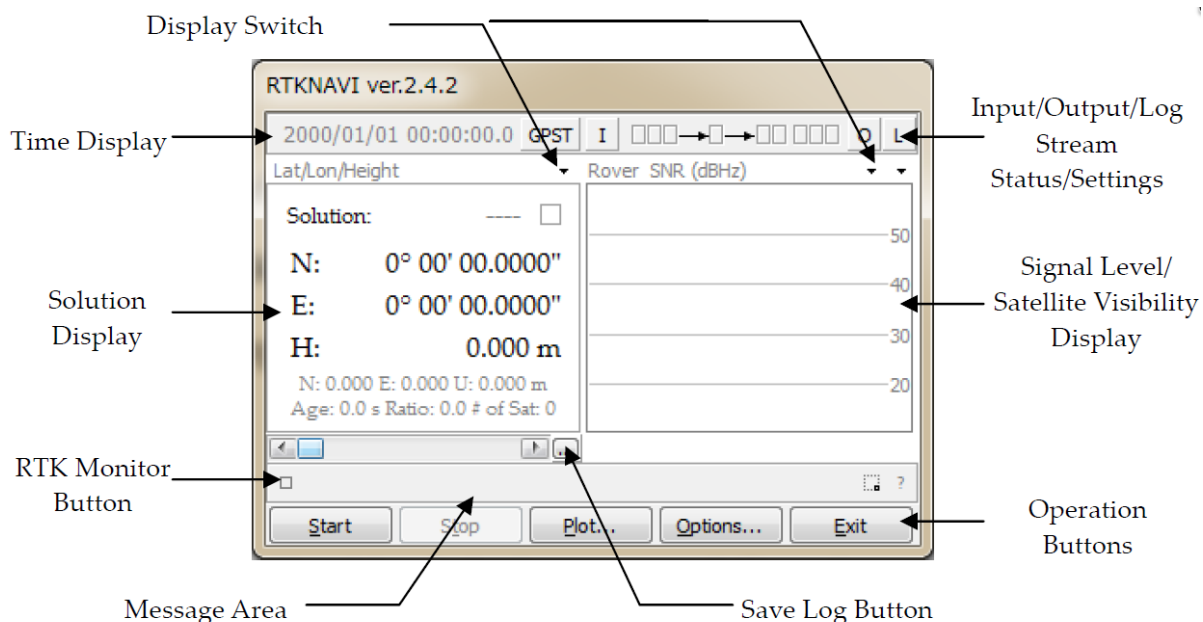 Display Switch
RTKNAVI ver.2.4.2
Time Display
2000/01/01 00:00:00.0 GPST I O L
Input/Output/Log
Stream
Status/Settings
Lat/Lon/Height
Rover SNR (dBHz)
Solution: ----
N: 0° 00' 00.0000"
E: 0° 00' 00.0000"
H: 0.000 m
N: 0.000 E: 0.000 U: 0.000 m
Age: 0.0 s Ratio: 0.0 # of Sat: 0
50
40
30
20
Solution
Display
Signal Level/
Satellite Visibility
Display
...
RTK Monitor
Button
?
Start Stop Plot... Options... Exit
Operation
Buttons
Message Area
Save Log Button